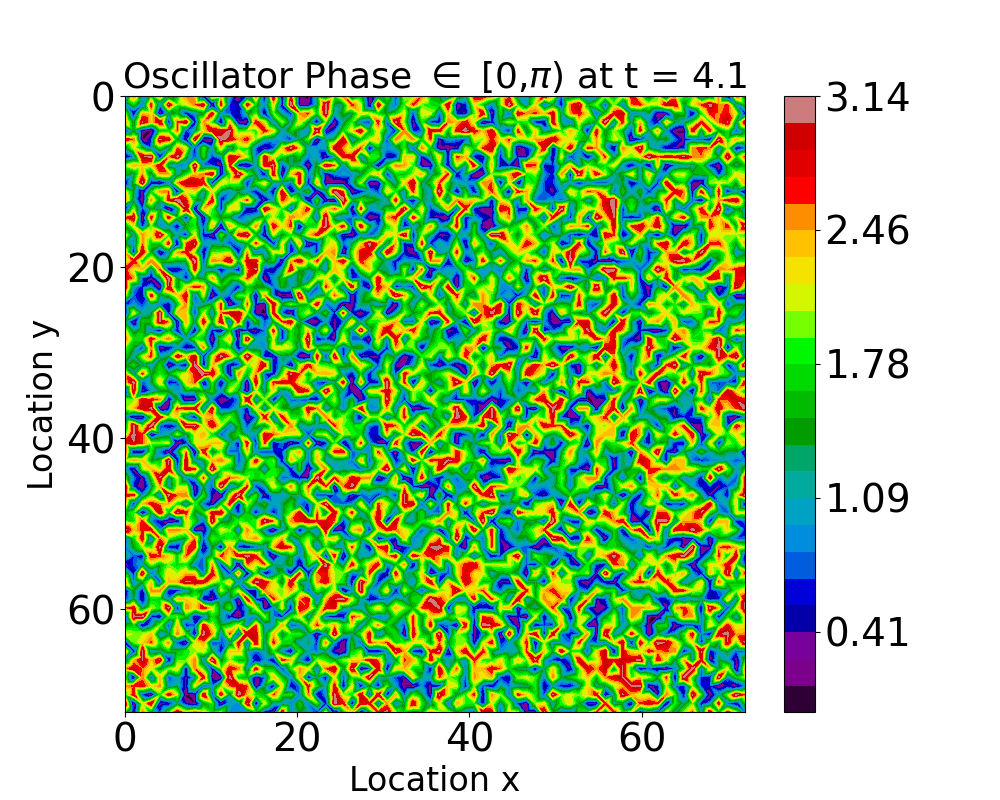 Oscillator Phase ∈ [0,π) at t = 4.1
0
20
40
60
Location y
0 20 40 60
Location x
3.14
2.46
1.78
1.09
0.41